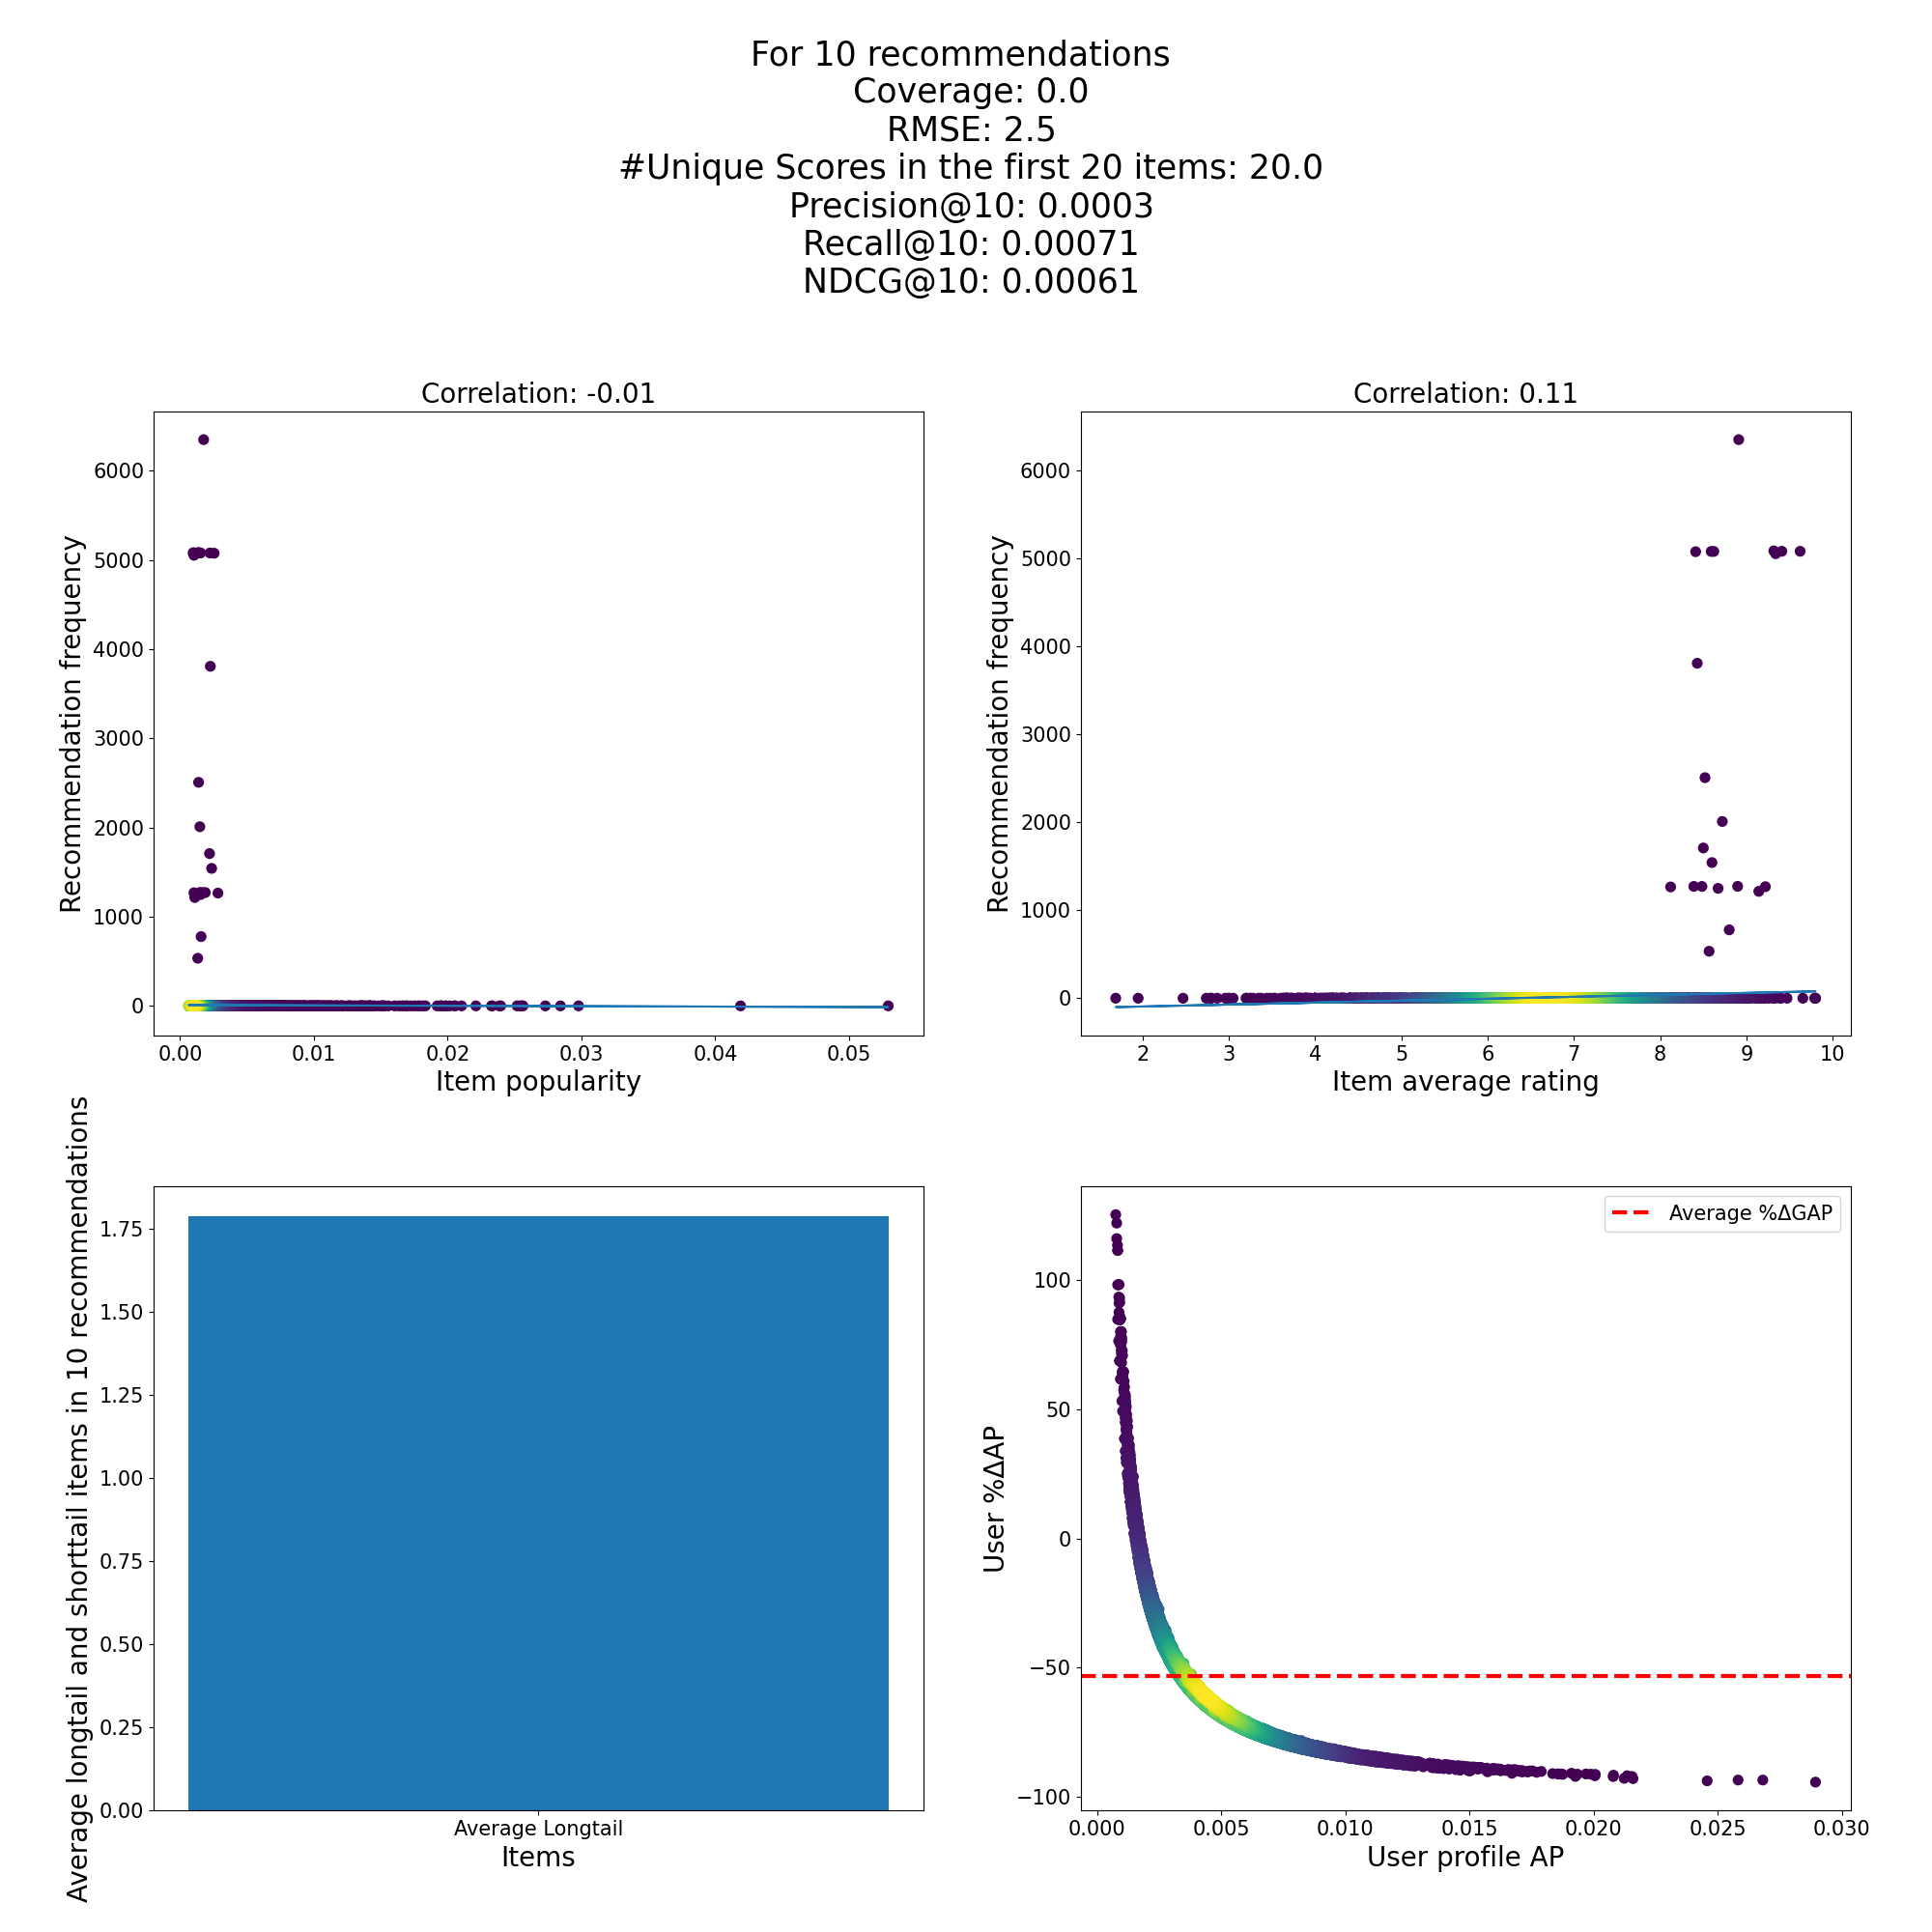 For 10 recommendations
Coverage: 0.0
RMSE: 2.5
#Unique Scores in the first 20 items: 20.0
Precision@10: 0.0003
Recall@10: 0.00071
NDCG@10: 0.00061
Correlation: -0.01
Recommendation frequency
6000
5000
4000
3000
2000
1000
0
0.00 0.01 0.02 0.03 0.04 0.05
Item popularity
Correlation: 0.11
Recommendation frequency
6000
5000
4000
3000
2000
1000
0
2 3 4 5 6 7 8 9 10
Item average rating
Average longtail and shorttail items in 10 recommendations
1.75
1.50
1.25
1.00
0.75
0.50
0.25
0.00
Average Longtail
Items
Average %ΔGAP
User %ΔAP
100
50
0
−50
−100
0.000 0.005 0.010 0.015 0.020 0.025 0.030
User profile AP